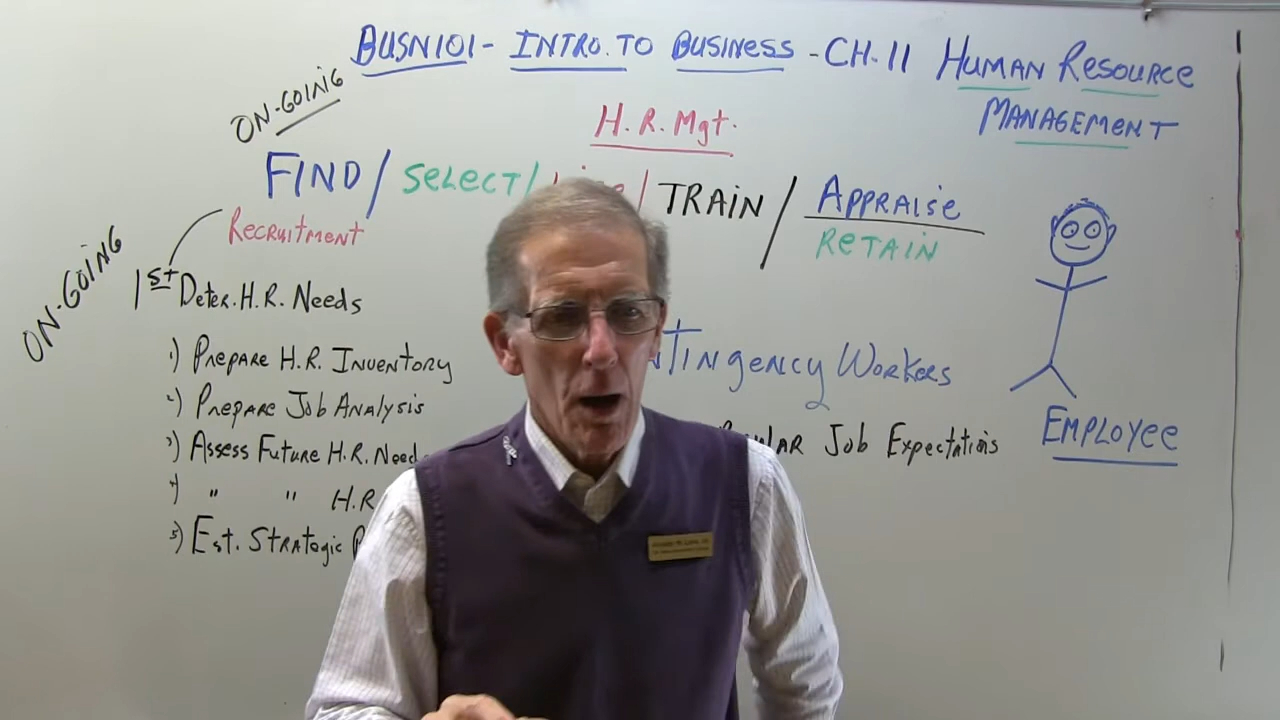 BUSN101 - INTRO. TO BUSINESS - CH. 11 HUMAN RESOURCE
MANAGEMENT
ON-GOING
H. R. Mgt.
FIND / SELECT / / TRAIN / APPRAISE
RETAIN
RECRUITMENT
ON-GOING
1st DETER. H.R. NEEDS
1) PREPARE H.R. INVENTORY
2) PREPARE JOB ANALYSIS
3) ASSESS FUTURE H.R. NEED
4) " " H.R
5) EST. STRATEGIC
WORKERS
JOB EXPECTATIONS
EMPLOYEE